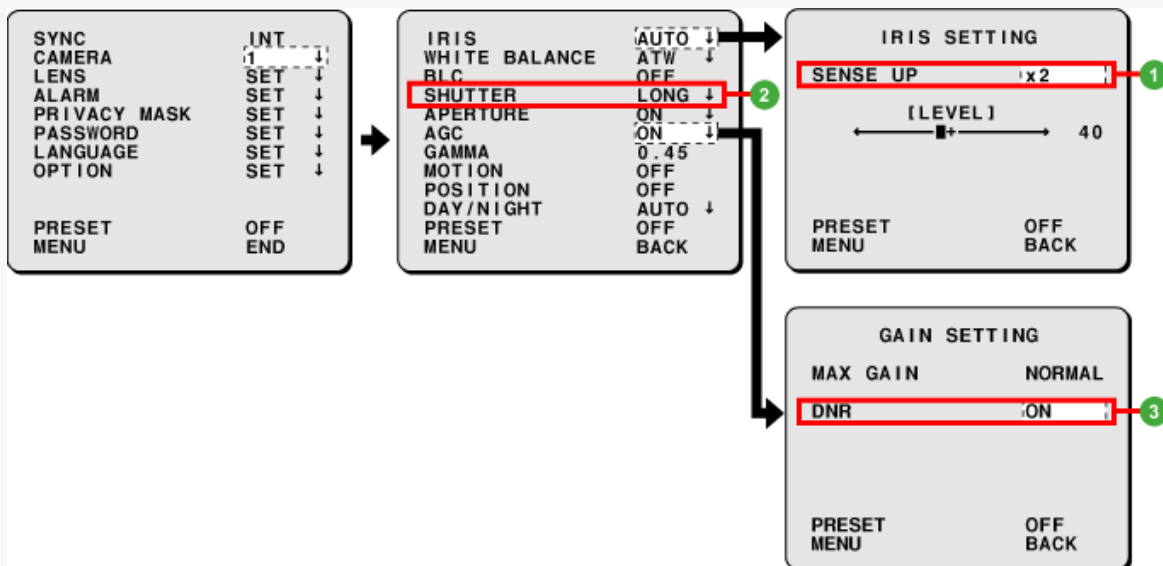 SYNC INT
CAMERA 1 ↓
LENS SET ↓
ALARM SET ↓
PRIVACY MASK SET ↓
PASSWORD SET ↓
LANGUAGE SET ↓
OPTION SET ↓
PRESET OFF
MENU END
IRIS AUTO ↓
WHITE BALANCE ATW ↓
BLC OFF
SHUTTER LONG ↓
2
APERTURE ON ↓
AGC ON ↓
GAMMA 0.45
MOTION OFF
POSITION OFF
DAY/NIGHT AUTO ↓
PRESET OFF
MENU BACK
IRIS SETTING
SENSE UP x2
1
[LEVEL]
40
PRESET OFF
MENU BACK
GAIN SETTING
MAX GAIN NORMAL
DNR ON
3
PRESET OFF
MENU BACK